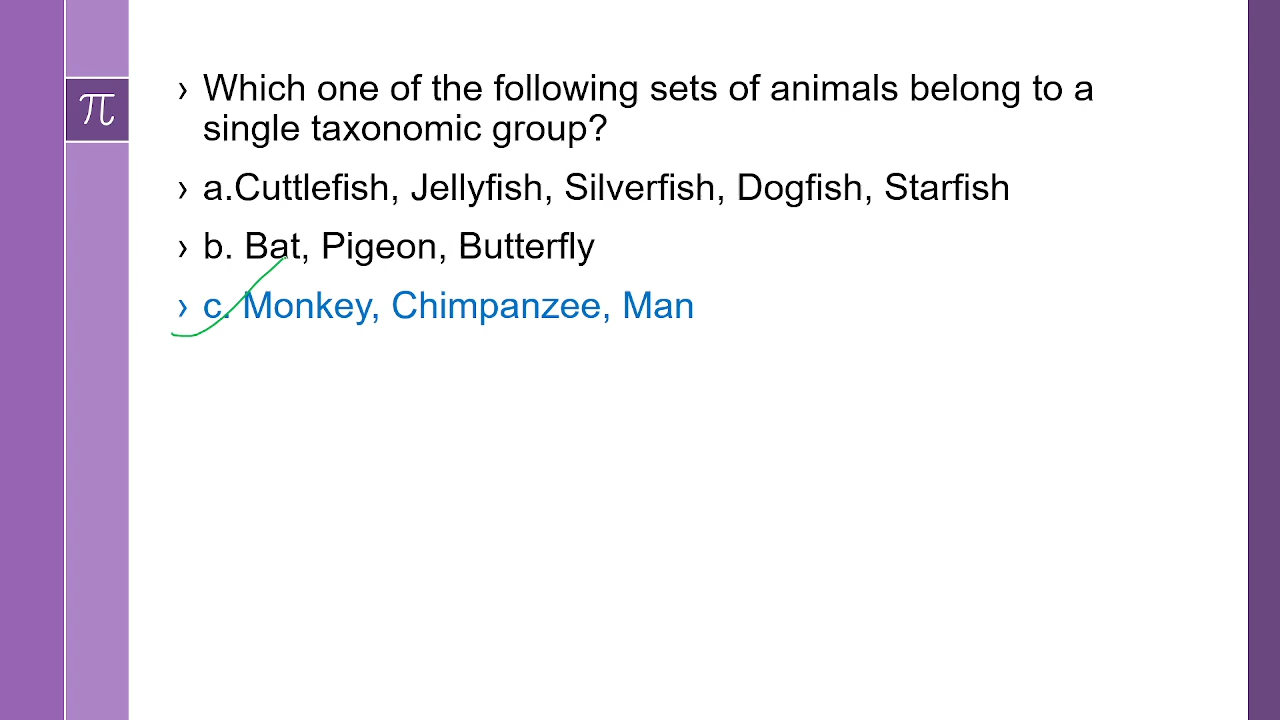 π
› Which one of the following sets of animals belong to a
single taxonomic group?
› a.Cuttlefish, Jellyfish, Silverfish, Dogfish, Starfish
› b. Bat, Pigeon, Butterfly
› c. Monkey, Chimpanzee, Man